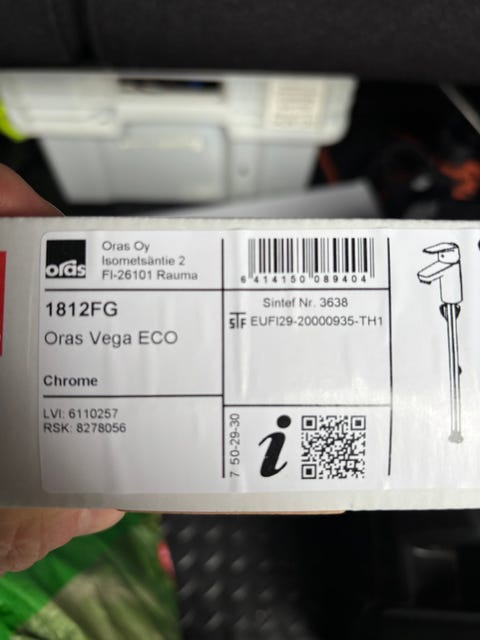 oras
Oras Oy
Isometsäntie 2
FI-26101 Rauma
1812FG
Oras Vega ECO
Chrome
LVI: 6110257
RSK: 8278056
6 414150 089404
Sintef Nr. 3638
STF EUFI29-20000935-TH1
7 50-29-30
i